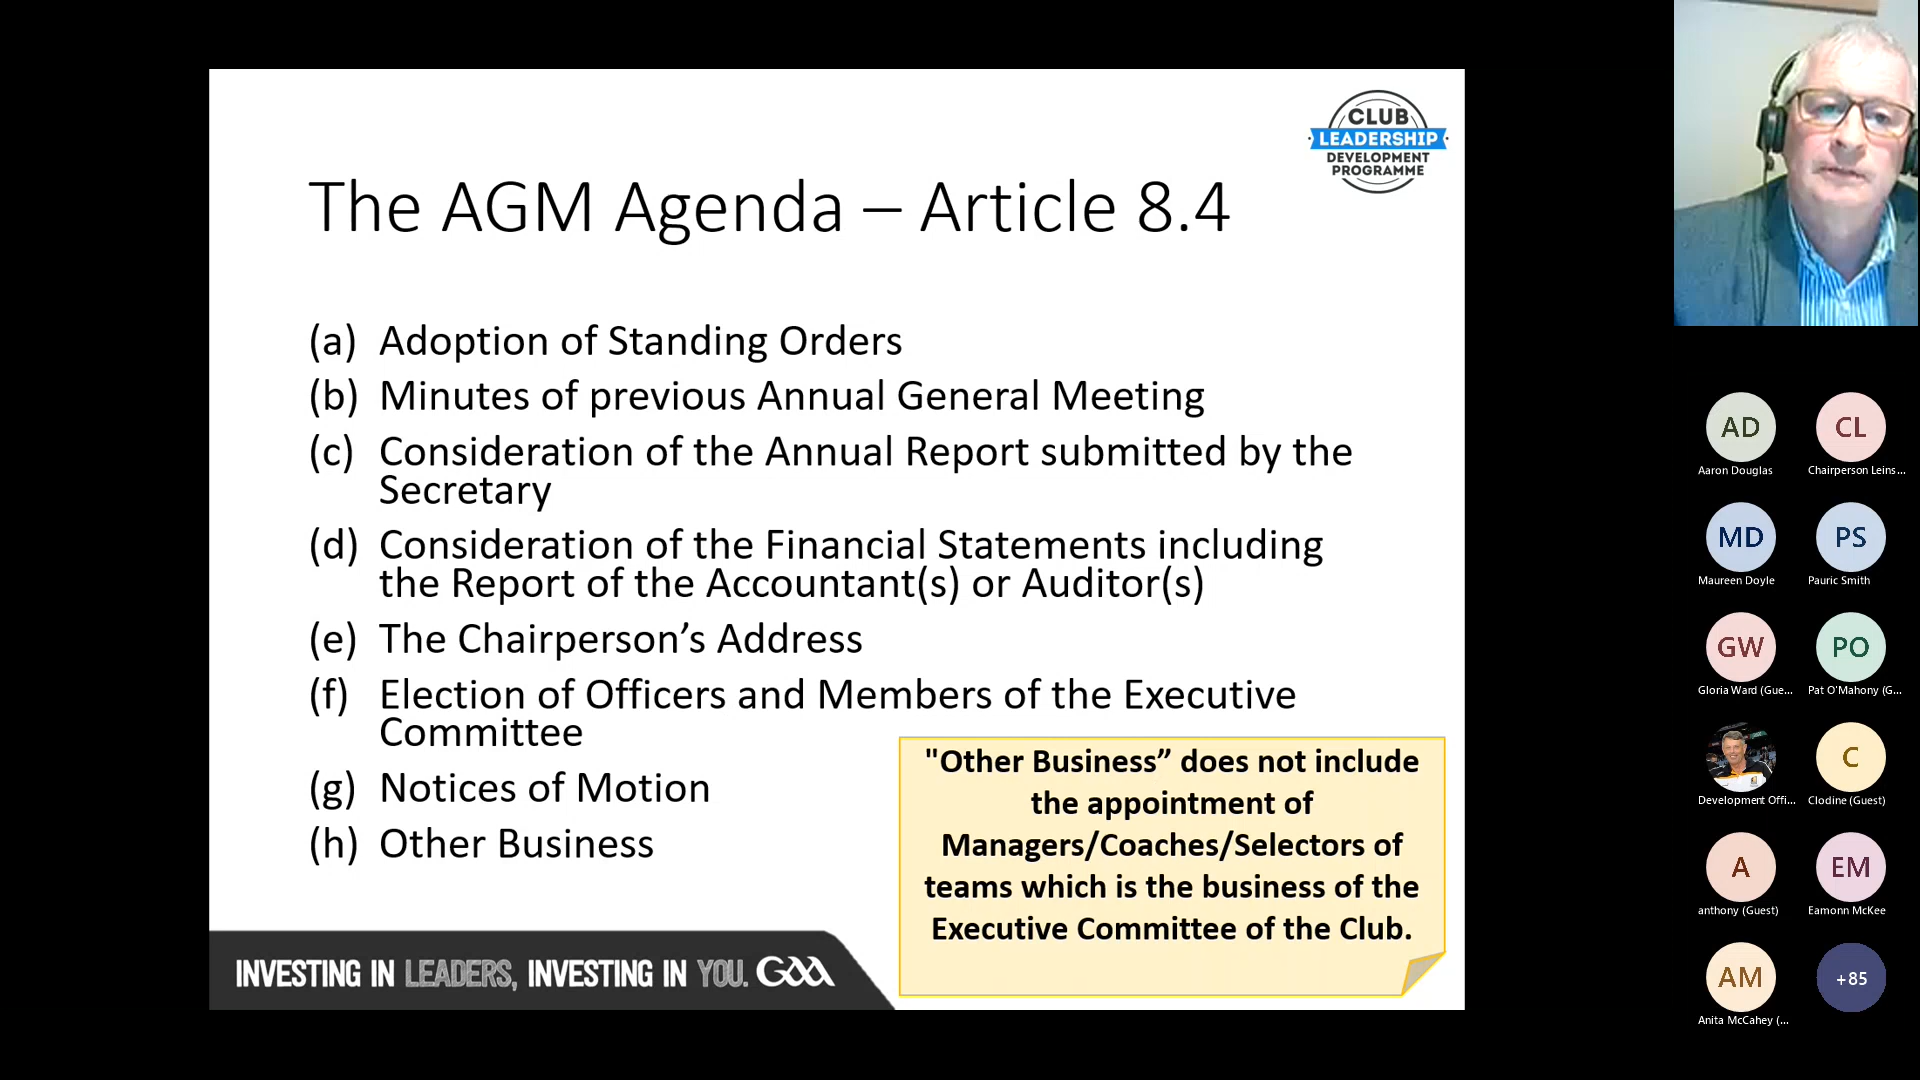 CLUB
LEADERSHIP
DEVELOPMENT
PROGRAMME
The AGM Agenda – Article 8.4
(a) Adoption of Standing Orders
(b) Minutes of previous Annual General Meeting
(c) Consideration of the Annual Report submitted by the
Secretary
(d) Consideration of the Financial Statements including
the Report of the Accountant(s) or Auditor(s)
(e) The Chairperson’s Address
(f) Election of Officers and Members of the Executive
Committee
(g) Notices of Motion
(h) Other Business
"Other Business” does not include
the appointment of
Managers/Coaches/Selectors of
teams which is the business of the
Executive Committee of the Club.
INVESTING IN LEADERS, INVESTING IN YOU. GAA
AD
Aaron Douglas
CL
Chairperson Leins...
MD
Maureen Doyle
PS
Pauric Smith
GW
Gloria Ward (Gue...
PO
Pat O'Mahony (G...
Development Offi...
C
Clodine (Guest)
A
anthony (Guest)
EM
Eamonn McKee
AM
Anita McCahey (...
+85